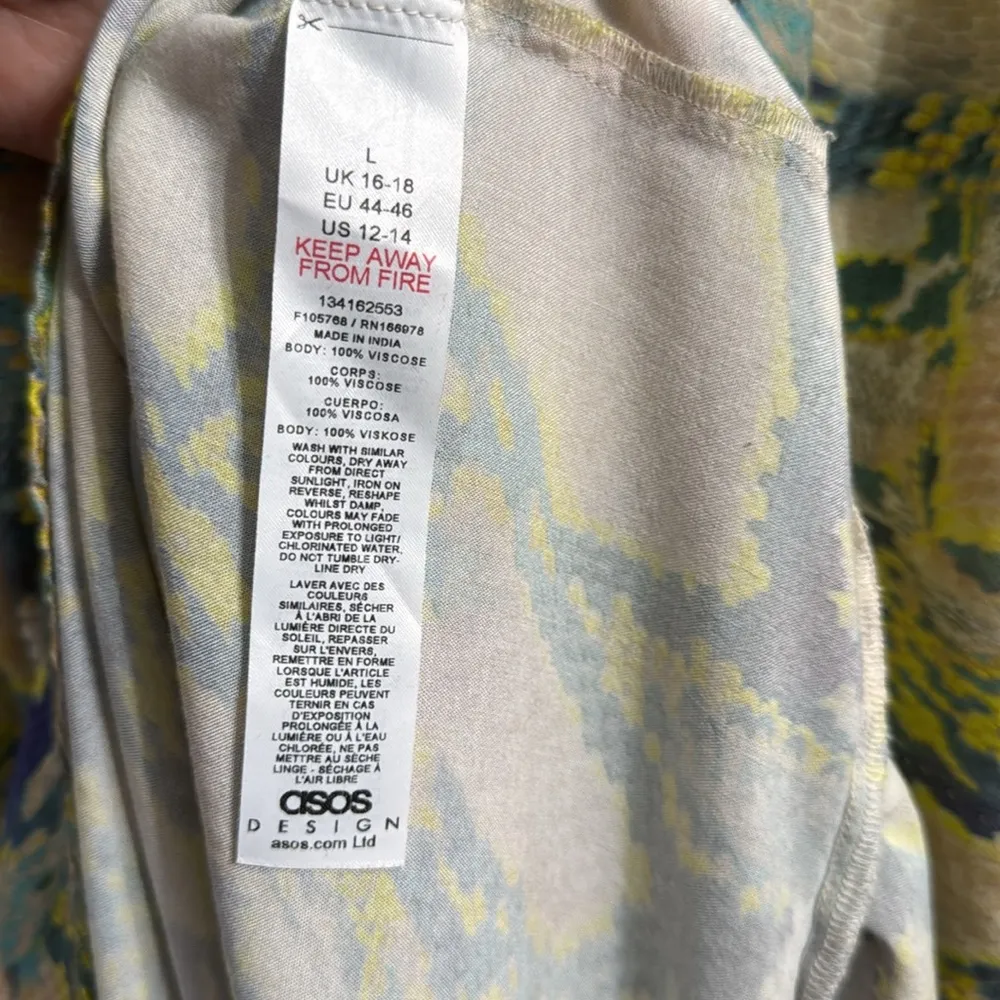 L
UK 16-18
EU 44-46
US 12-14
KEEP AWAY
FROM FIRE
134162553
F105768 / RN166978
MADE IN INDIA
BODY: 100% VISCOSE
CORPS:
100% VISCOSE
CUERPO:
100% VISCOSA
BODY: 100% VISKOSE
WASH WITH SIMILAR
COLOURS, DRY AWAY
FROM DIRECT
SUNLIGHT, IRON ON
REVERSE, RESHAPE
WHILST DAMP,
COLOURS MAY FADE
WITH PROLONGED
EXPOSURE TO LIGHT/
CHLORINATED WATER,
DO NOT TUMBLE DRY-
LINE DRY
LAVER AVEC DES
COULEURS
SIMILAIRES, SÉCHER
À L'ABRI DE LA
LUMIÈRE DIRECTE DU
SOLEIL, REPASSER
SUR L'ENVERS,
REMETTRE EN FORME
LORSQUE L'ARTICLE
EST HUMIDE, LES
COULEURS PEUVENT
TERNIR EN CAS
D'EXPOSITION
PROLONGÉE À LA
LUMIÈRE OU À L'EAU
CHLORÉE, NE PAS
METTRE AU SÈCHE
LINGE - SÉCHAGE À
L'AIR LIBRE
asos
DESIGN
asos.com Ltd